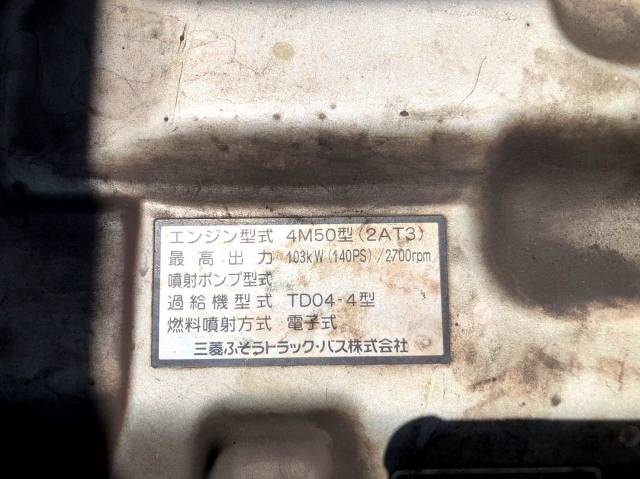 エンジン型式 4M50型(2AT3)
最高出力 103kW(140PS)/2700rpm
噴射ポンプ型式
過給機型式 TD04-4型
燃料噴射方式 電子式
三菱ふそうトラック・バス株式会社